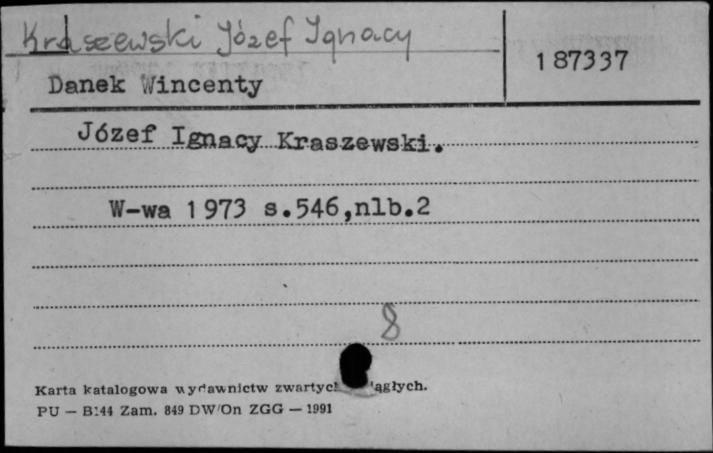 Kraszewski Józef Ignacy
187337
Danek Wincenty
Józef Ignacy Kraszewski.
W-wa 1973 s.546,nlb.2
8
Karta katalogowa wydawnictw zwartych
PU — B144 Zam. 849 DW/On ZGG — 1991